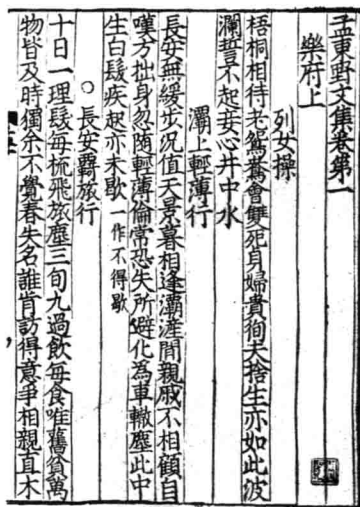 孟東野文集卷第一
樂府上
列女操
梧桐相待老鴛鴦會雙死貞婦貴徇夫捨生亦如此波
瀾誓不起妾心井中水
灞上輕薄行
長安無緩步况值天景暮相逢灞滻間親戚不相顧自
嘆方拙身忽随輕薄倫常恐失所避化為車轍塵此中
生白髮疾起亦未歇一作不得歇
○長安羇旅行
十日一理髮每梳飛旅塵三旬九過飲每食唯舊貧萬
物皆及時獨余不覺春失名誰肯訪得意争相親直木